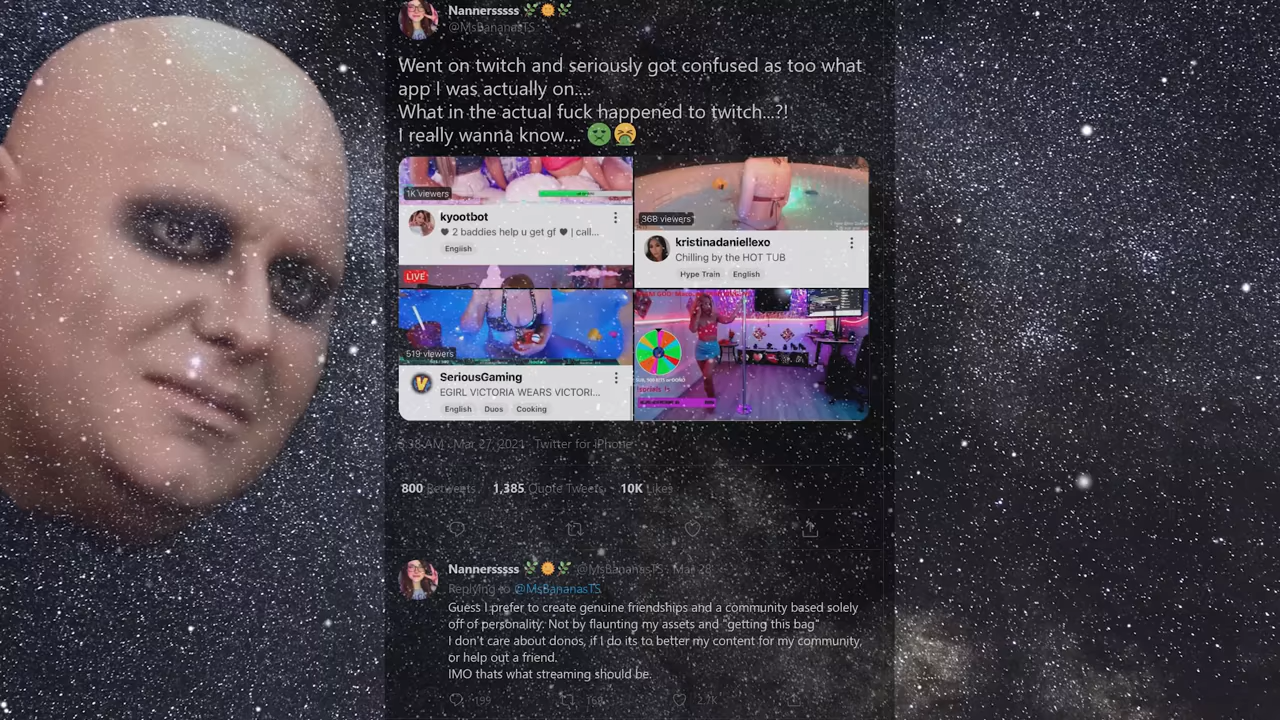 Nannersssss
@MsBananasTS
Went on twitch and seriously got confused as too what
app I was actually on....
What in the actual fuck happened to twitch...?!
I really wanna know....
1K viewers
kyootbot
2 baddies help u get gf ♥ | call...
English
LIVE
368 viewers
kristinadaniellexo
Chilling by the HOT TUB
Hype Train English
519 viewers
SeriousGaming
EGIRL VICTORIA WEARS VICTORI...
English Duos Cooking
3:38 AM · Mar 27, 2021 · Twitter for iPhone
800 Retweets 1,385 Quote Tweets 10K Likes
Nannersssss @MsBananasTS · Mar 28
Replying to @MsBananasTS
Guess I prefer to create genuine friendships and a community based solely
off of personality. Not by flaunting my assets and "getting this bag"
I don't care about donos, if I do its to better my content for my community,
or help out a friend.
IMO thats what streaming should be.
199